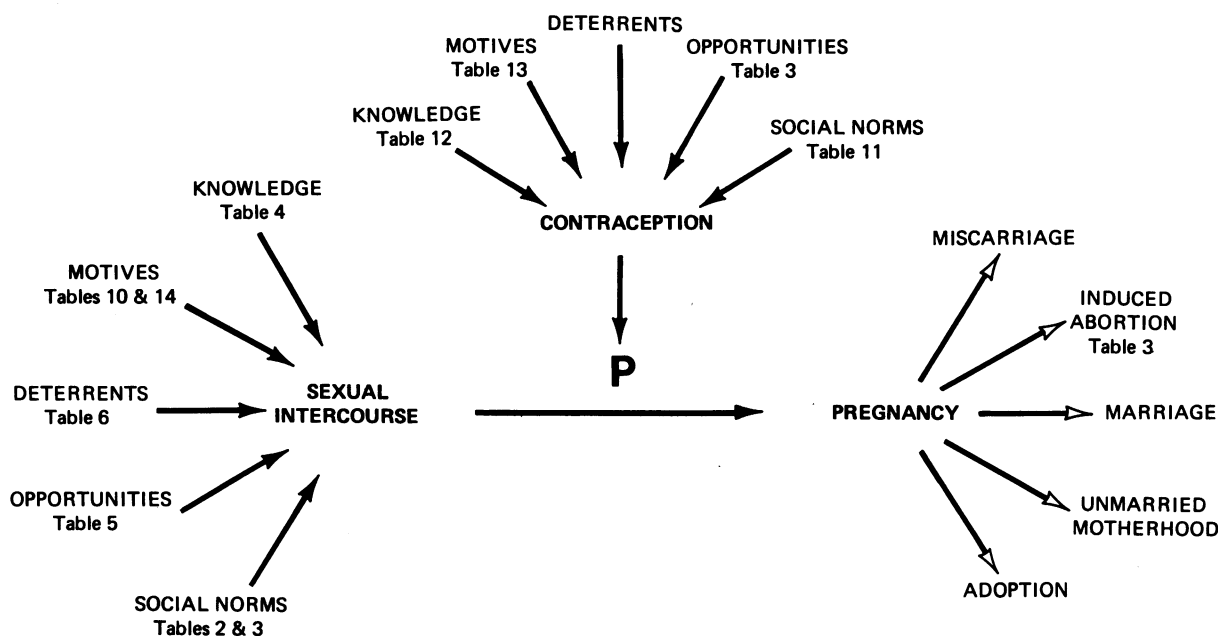 DETERRENTS
MOTIVES
Table 13
OPPORTUNITIES
Table 3
KNOWLEDGE
Table 12
SOCIAL NORMS
Table 11
CONTRACEPTION
KNOWLEDGE
Table 4
MOTIVES
Tables 10 & 14
DETERRENTS
Table 6
OPPORTUNITIES
Table 5
SOCIAL NORMS
Tables 2 & 3
SEXUAL
INTERCOURSE
P
PREGNANCY
MISCARRIAGE
INDUCED
ABORTION
Table 3
MARRIAGE
UNMARRIED
MOTHERHOOD
ADOPTION